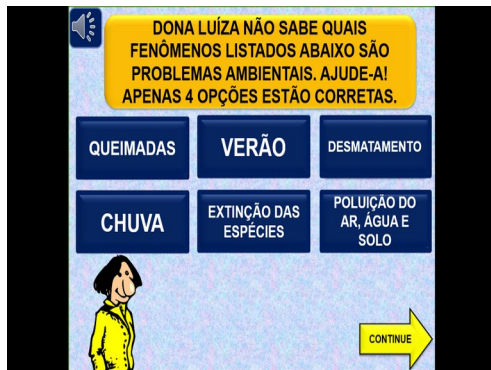 DONA LUÍZA NÃO SABE QUAIS
FENÔMENOS LISTADOS ABAIXO SÃO
PROBLEMAS AMBIENTAIS. AJUDE-A!
APENAS 4 OPÇÕES ESTÃO CORRETAS.
QUEIMADAS
VERÃO
DESMATAMENTO
CHUVA
EXTINÇÃO DAS
ESPÉCIES
POLUIÇÃO DO
AR, ÁGUA E
SOLO
CONTINUE